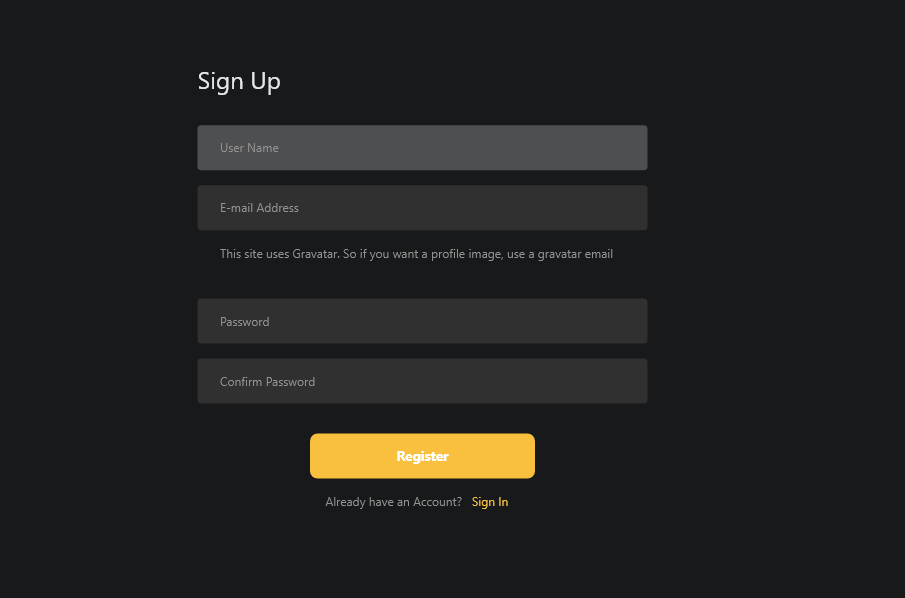 Sign Up
User Name
E-mail Address
This site uses Gravatar. So if you want a profile image, use a gravatar email
Password
Confirm Password
Register
Already have an Account? Sign In